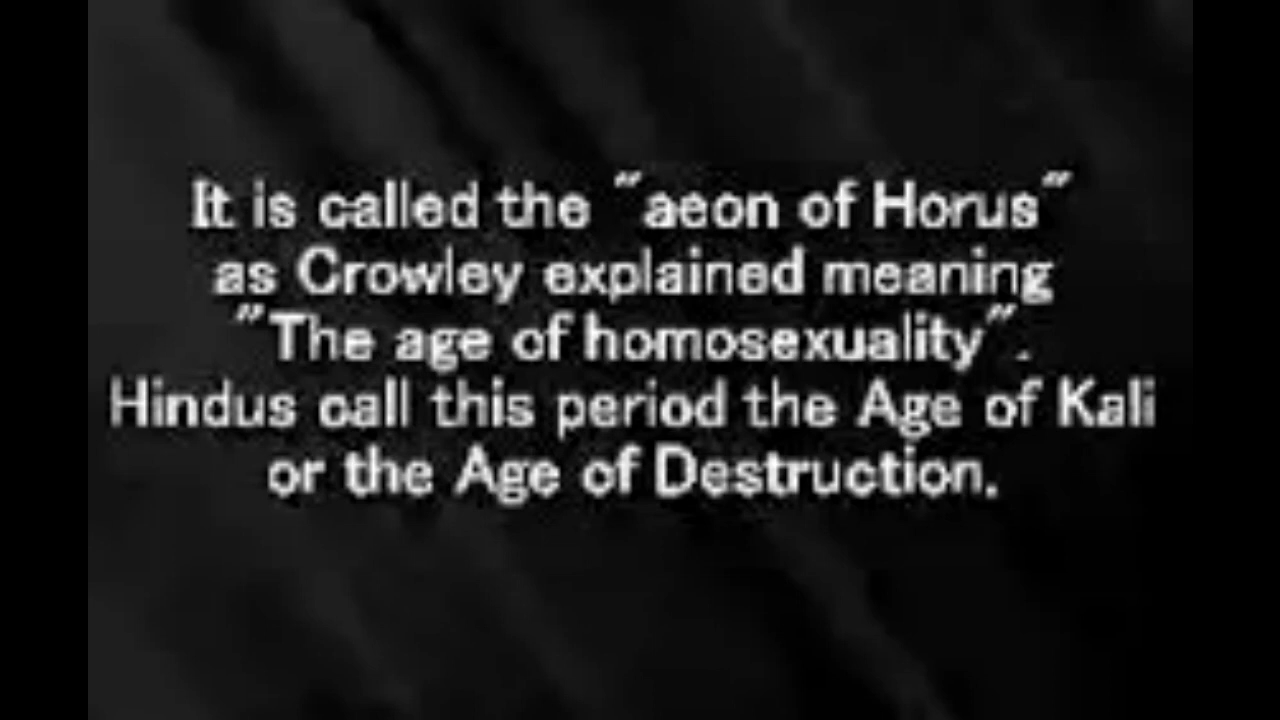 It is called the "aeon of Horus"
as Crowley explained meaning
"The age of homosexuality".
Hindus call this period the Age of Kali
or the Age of Destruction.